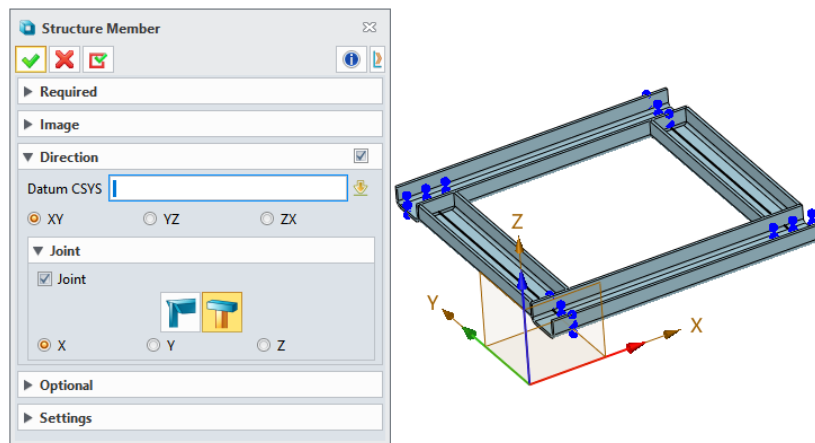 Structure Member
Required
Image
Direction
Datum CSYS
XY YZ ZX
Joint
Joint
X Y Z
Optional
Settings
Z
Y
X